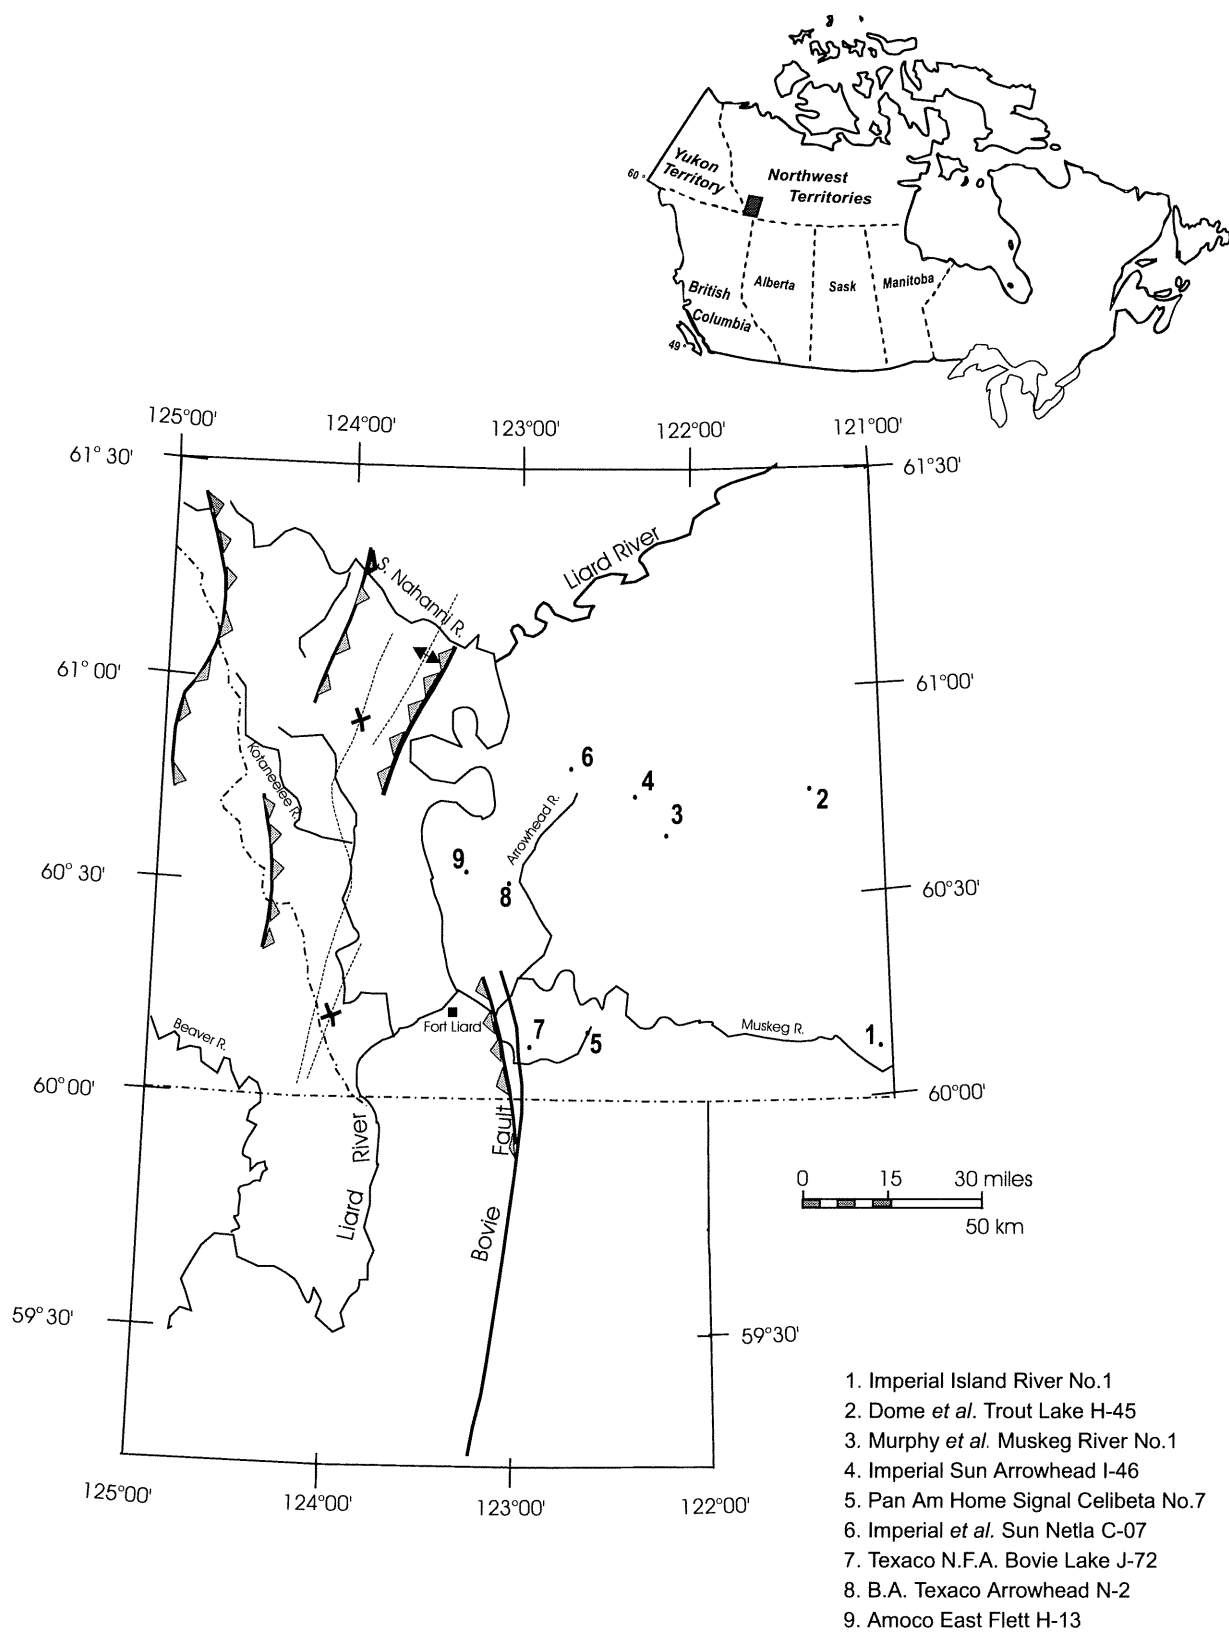 Yukon
Territory
60°
Northwest
Territories
British
Columbia
Alberta
Sask
Manitoba
49°
125°00'
124°00'
123°00'
122°00'
121°00'
61°30'
61°30'
Liard River
S. Nahanni R.
61°00'
61°00'
Kotaneelee R.
6
4
3
2
Arrowhead R.
9
8
60°30'
60°30'
Beaver R.
Fort Liard
7
5
Muskeg R.
1.
60°00'
60°00'
Liard River
Bovie Fault
0 15 30 miles
50 km
59°30'
59°30'
125°00'
124°00'
123°00'
122°00'
1. Imperial Island River No.1
2. Dome et al. Trout Lake H-45
3. Murphy et al. Muskeg River No.1
4. Imperial Sun Arrowhead I-46
5. Pan Am Home Signal Celibeta No.7
6. Imperial et al. Sun Netla C-07
7. Texaco N.F.A. Bovie Lake J-72
8. B.A. Texaco Arrowhead N-2
9. Amoco East Flett H-13